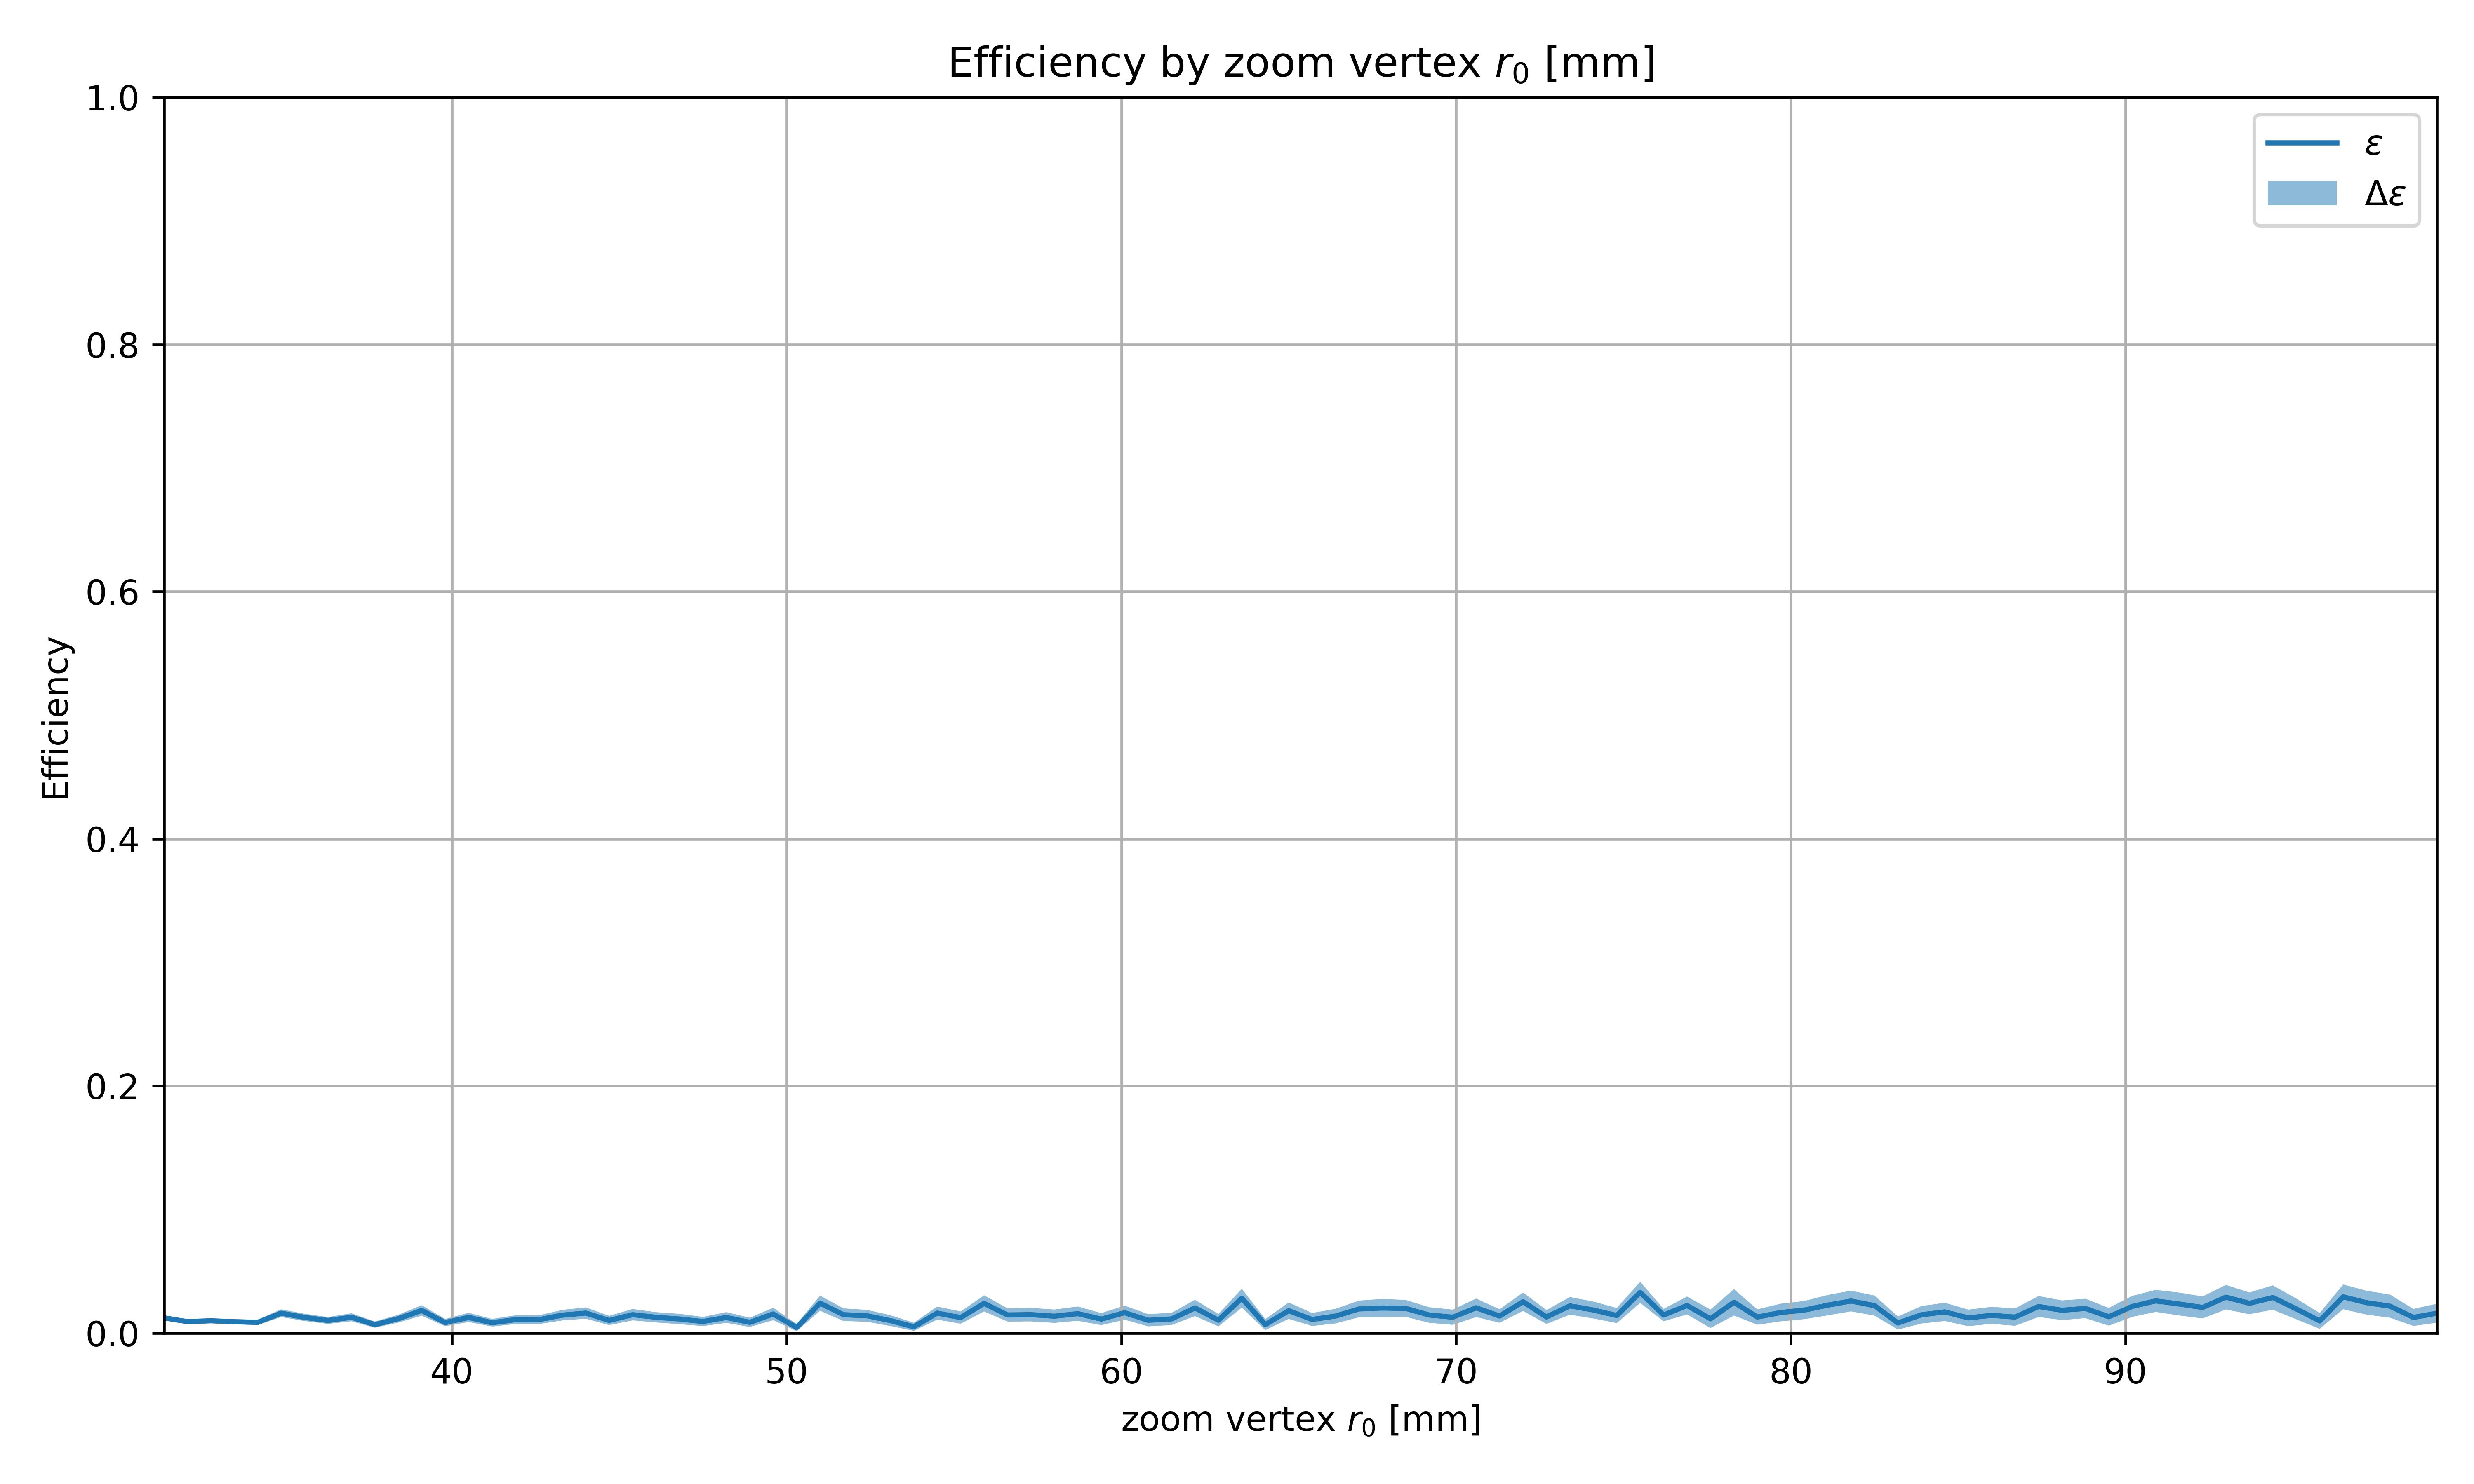 Efficiency by zoom vertex r₀ [mm]
1.0
0.8
0.6
0.4
0.2
0.0
Efficiency
ε
Δε
40 50 60 70 80 90
zoom vertex r₀ [mm]